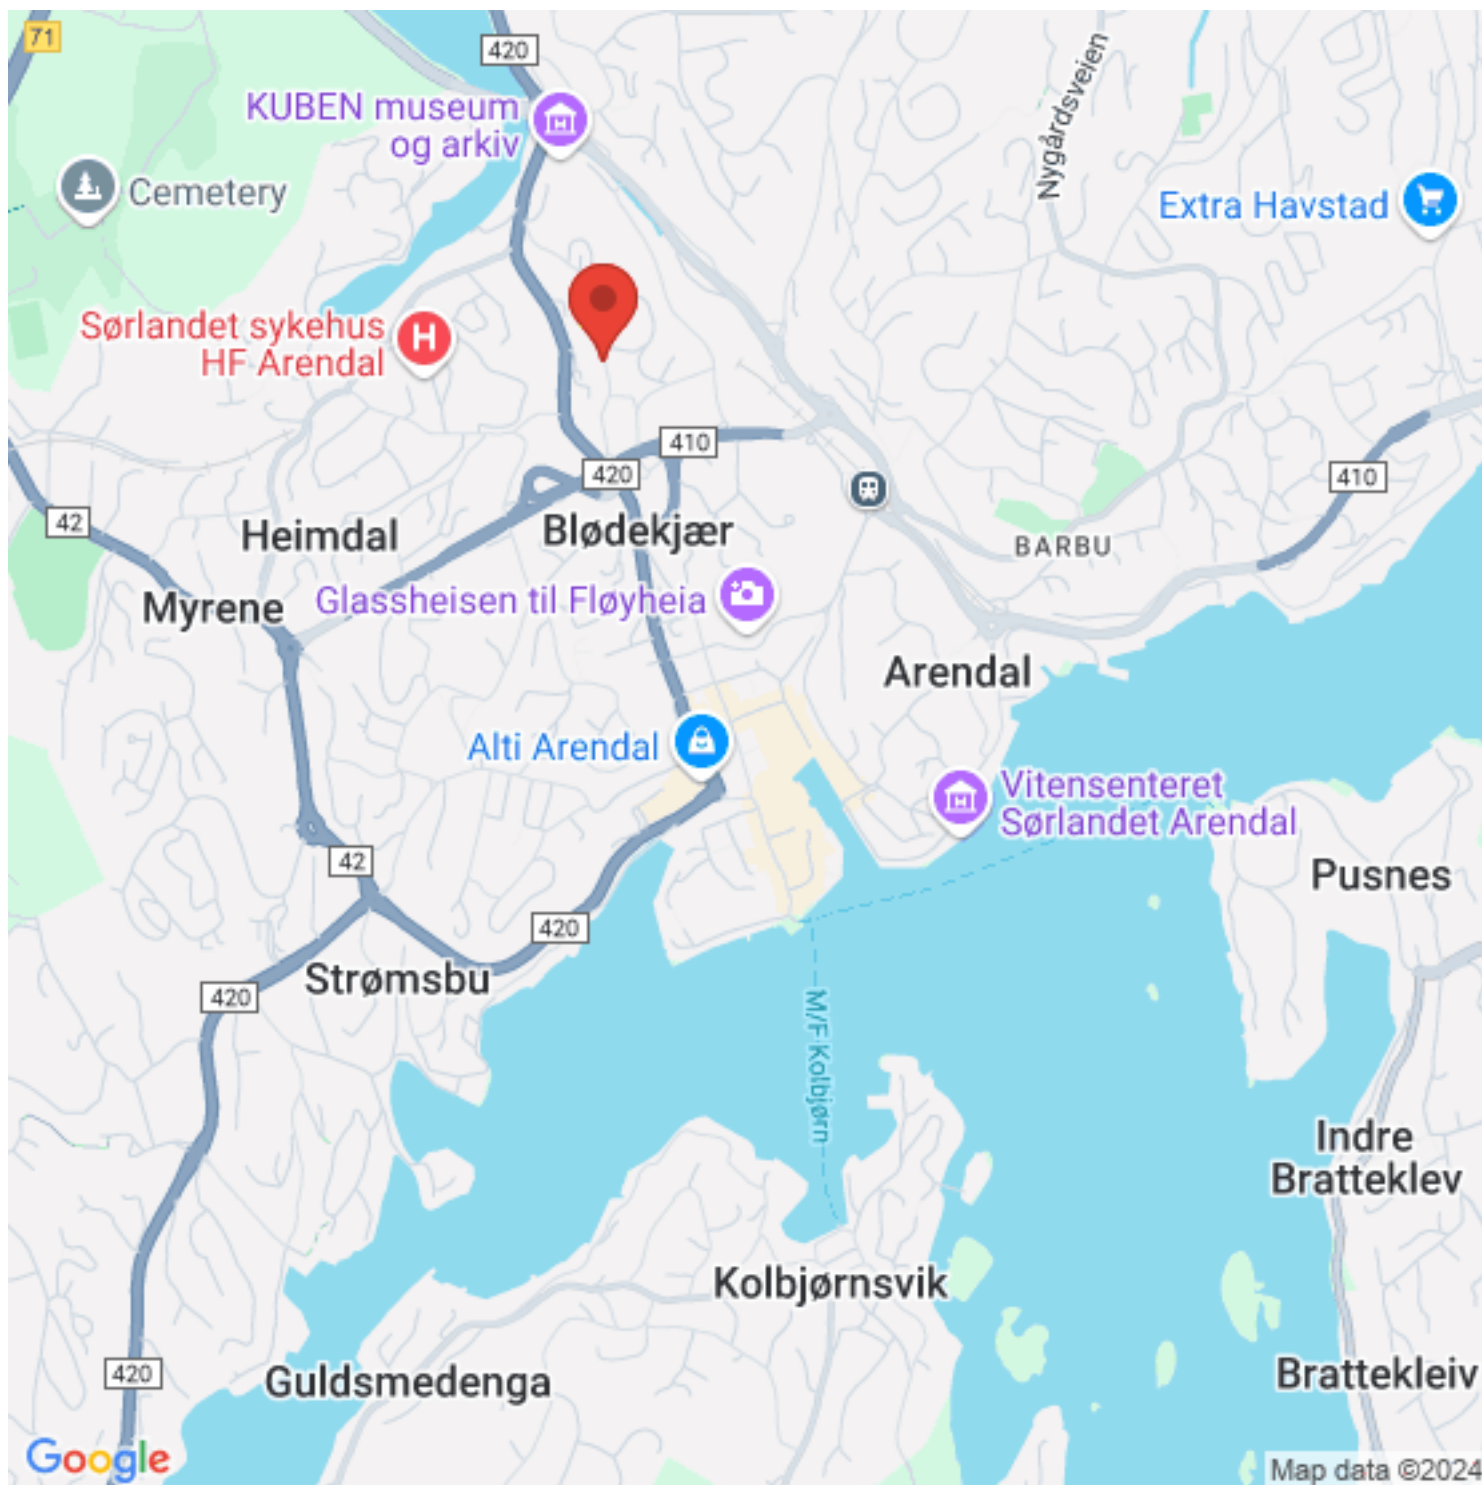 71
420
KUBEN museum
og arkiv
Nygårdsveien
Cemetery
Extra Havstad
Sørlandet sykehus
HF Arendal
H
410
420
410
42
Heimdal
Blødekjær
BARBU
Myrene
Glassheisen til Fløyheia
Arendal
Alti Arendal
Vitensenteret
Sørlandet Arendal
42
Pusnes
420
Strømsbu
420
M/F Kolbjørn
Indre
Bratteklev
Kolbjørnsvik
420
Guldsmedenga
Brattekleiv
Google
Map data ©2024